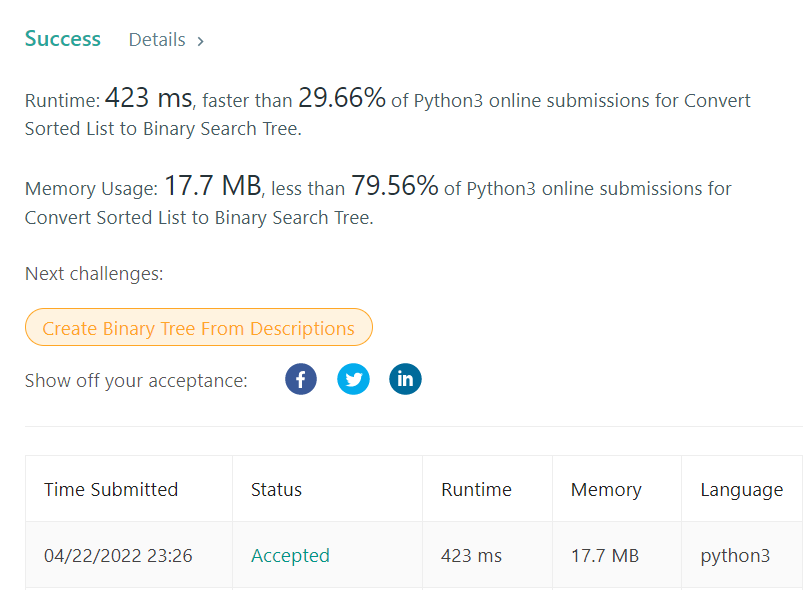 Success Details >
Runtime: 423 ms, faster than 29.66% of Python3 online submissions for Convert
Sorted List to Binary Search Tree.
Memory Usage: 17.7 MB, less than 79.56% of Python3 online submissions for
Convert Sorted List to Binary Search Tree.
Next challenges:
Create Binary Tree From Descriptions
Show off your acceptance:
Time Submitted Status Runtime Memory Language
04/22/2022 23:26 Accepted 423 ms 17.7 MB python3